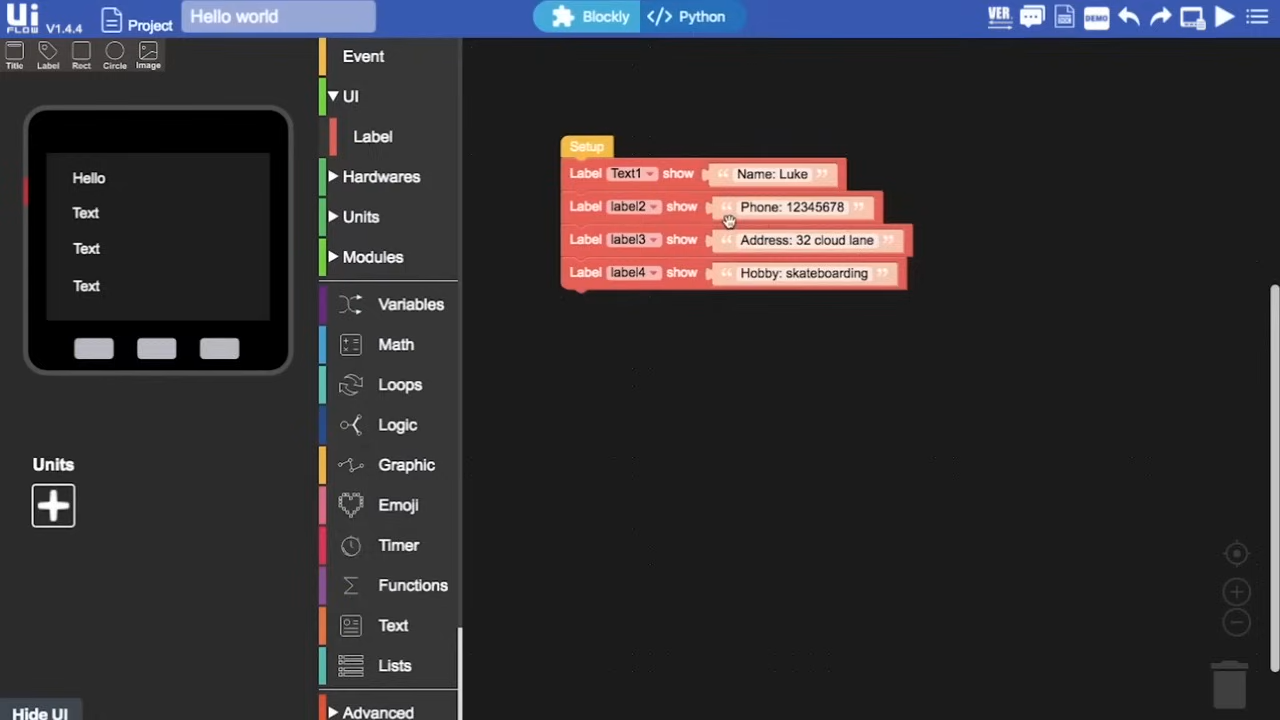 Ui
FLOW V1.4.4
Project
Hello world
Blockly
</> Python
VER.
DEMO
Title
Label
Rect
Circle
Image
Hello
Text
Text
Text
Units
Hide UI
Event
UI
Label
Hardwares
Units
Modules
Variables
Math
Loops
Logic
Graphic
Emoji
Timer
Functions
Text
Lists
Advanced
Setup
Label Text1 show “ Name: Luke ”
Label label2 show “ Phone: 12345678 ”
Label label3 show “ Address: 32 cloud lane ”
Label label4 show “ Hobby: skateboarding ”